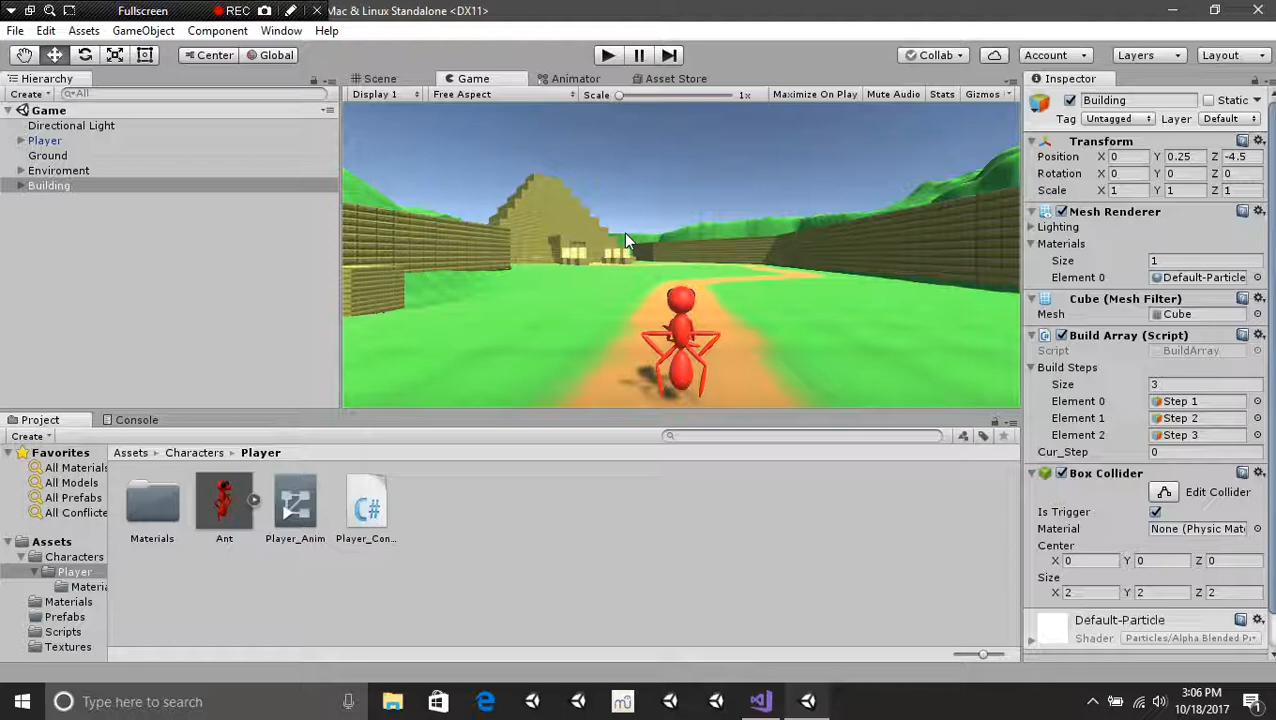 Fullscreen REC Mac & Linux Standalone <DX11>
File Edit Assets GameObject Component Window Help
Center Global Collab Account Layers Layout
Hierarchy
Create All
Game
Directional Light
Player
Ground
Enviroment
Building
Scene Game Animator Asset Store
Display 1 Free Aspect Scale 1x Maximize On Play Mute Audio Stats Gizmos
Inspector
Building Static
Tag Untagged Layer Default
Transform
Position X 0 Y 0.25 Z -4.5
Rotation X 0 Y 0 Z 0
Scale X 1 Y 1 Z 1
Mesh Renderer
Lighting
Materials
Size 1
Element 0 Default-Particle
Cube (Mesh Filter)
Mesh Cube
Build Array (Script)
Script BuildArray
Build Steps
Size 3
Element 0 Step 1
Element 1 Step 2
Element 2 Step 3
Cur_Step 0
Box Collider
Edit Collider
Is Trigger
Material None (Physic Mat
Center
X 0 Y 0 Z 0
Size
X 2 Y 2 Z 2
Default-Particle
Shader Particles/Alpha Blended Pr
Project Console
Create
Favorites
All Materials
All Models
All Prefabs
All Conflicte
Assets
Characters
Player
Materia
Materials
Prefabs
Scripts
Textures
Assets Characters Player
Materials Ant Player_Anim Player_Con...
C#
Type here to search
3:06 PM
10/18/2017
1